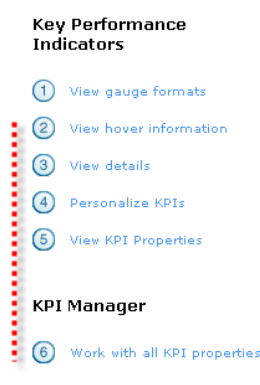 Key Performance
Indicators
1 View gauge formats
2 View hover information
3 View details
4 Personalize KPIs
5 View KPI Properties
KPI Manager
6 Work with all KPI properties